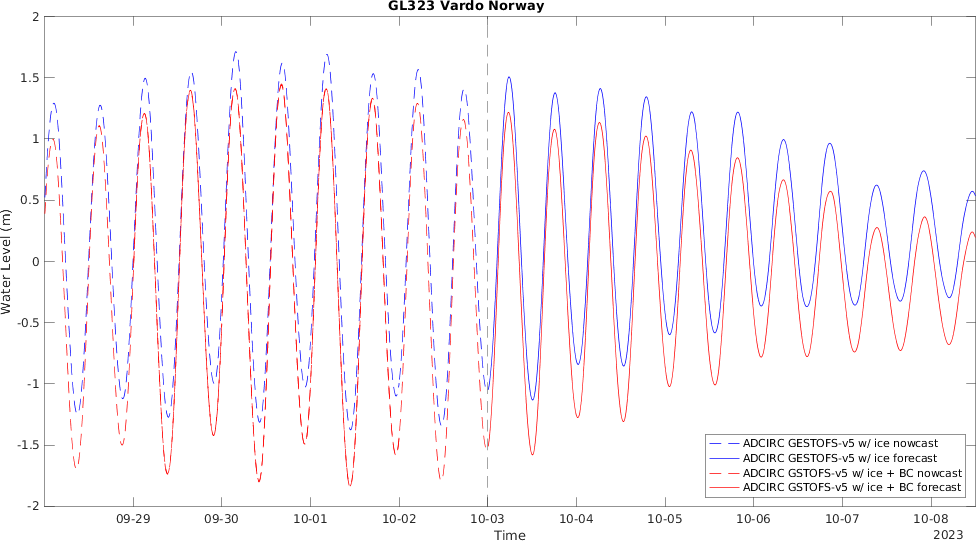 GL323 Vardo Norway
2
1.5
1
0.5
0
-0.5
-1
-1.5
-2
Water Level (m)
ADCIRC GESTOFS-v5 w/ ice nowcast
ADCIRC GESTOFS-v5 w/ ice forecast
ADCIRC GSTOFS-v5 w/ ice + BC nowcast
ADCIRC GSTOFS-v5 w/ ice + BC forecast
09-29 09-30 10-01 10-02 10-03 10-04 10-05 10-06 10-07 10-08
Time
2023